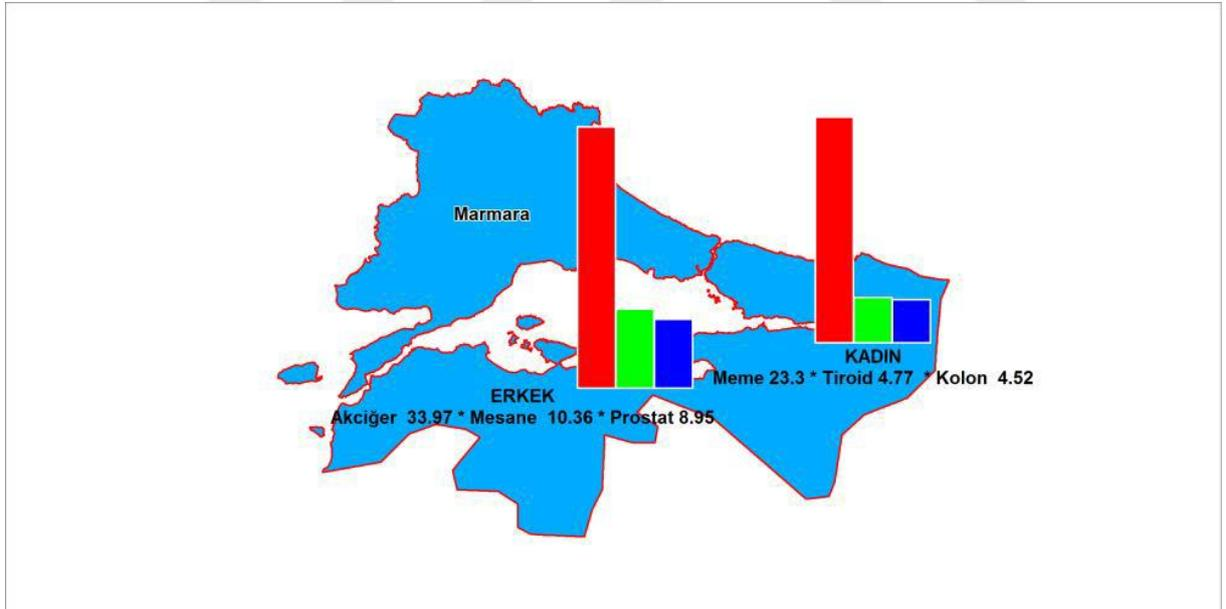 Marmara
KADIN
Meme 23.3 * Tiroid 4.77 * Kolon 4.52
ERKEK
Akciğer 33.97 * Mesane 10.36 * Prostat 8.95